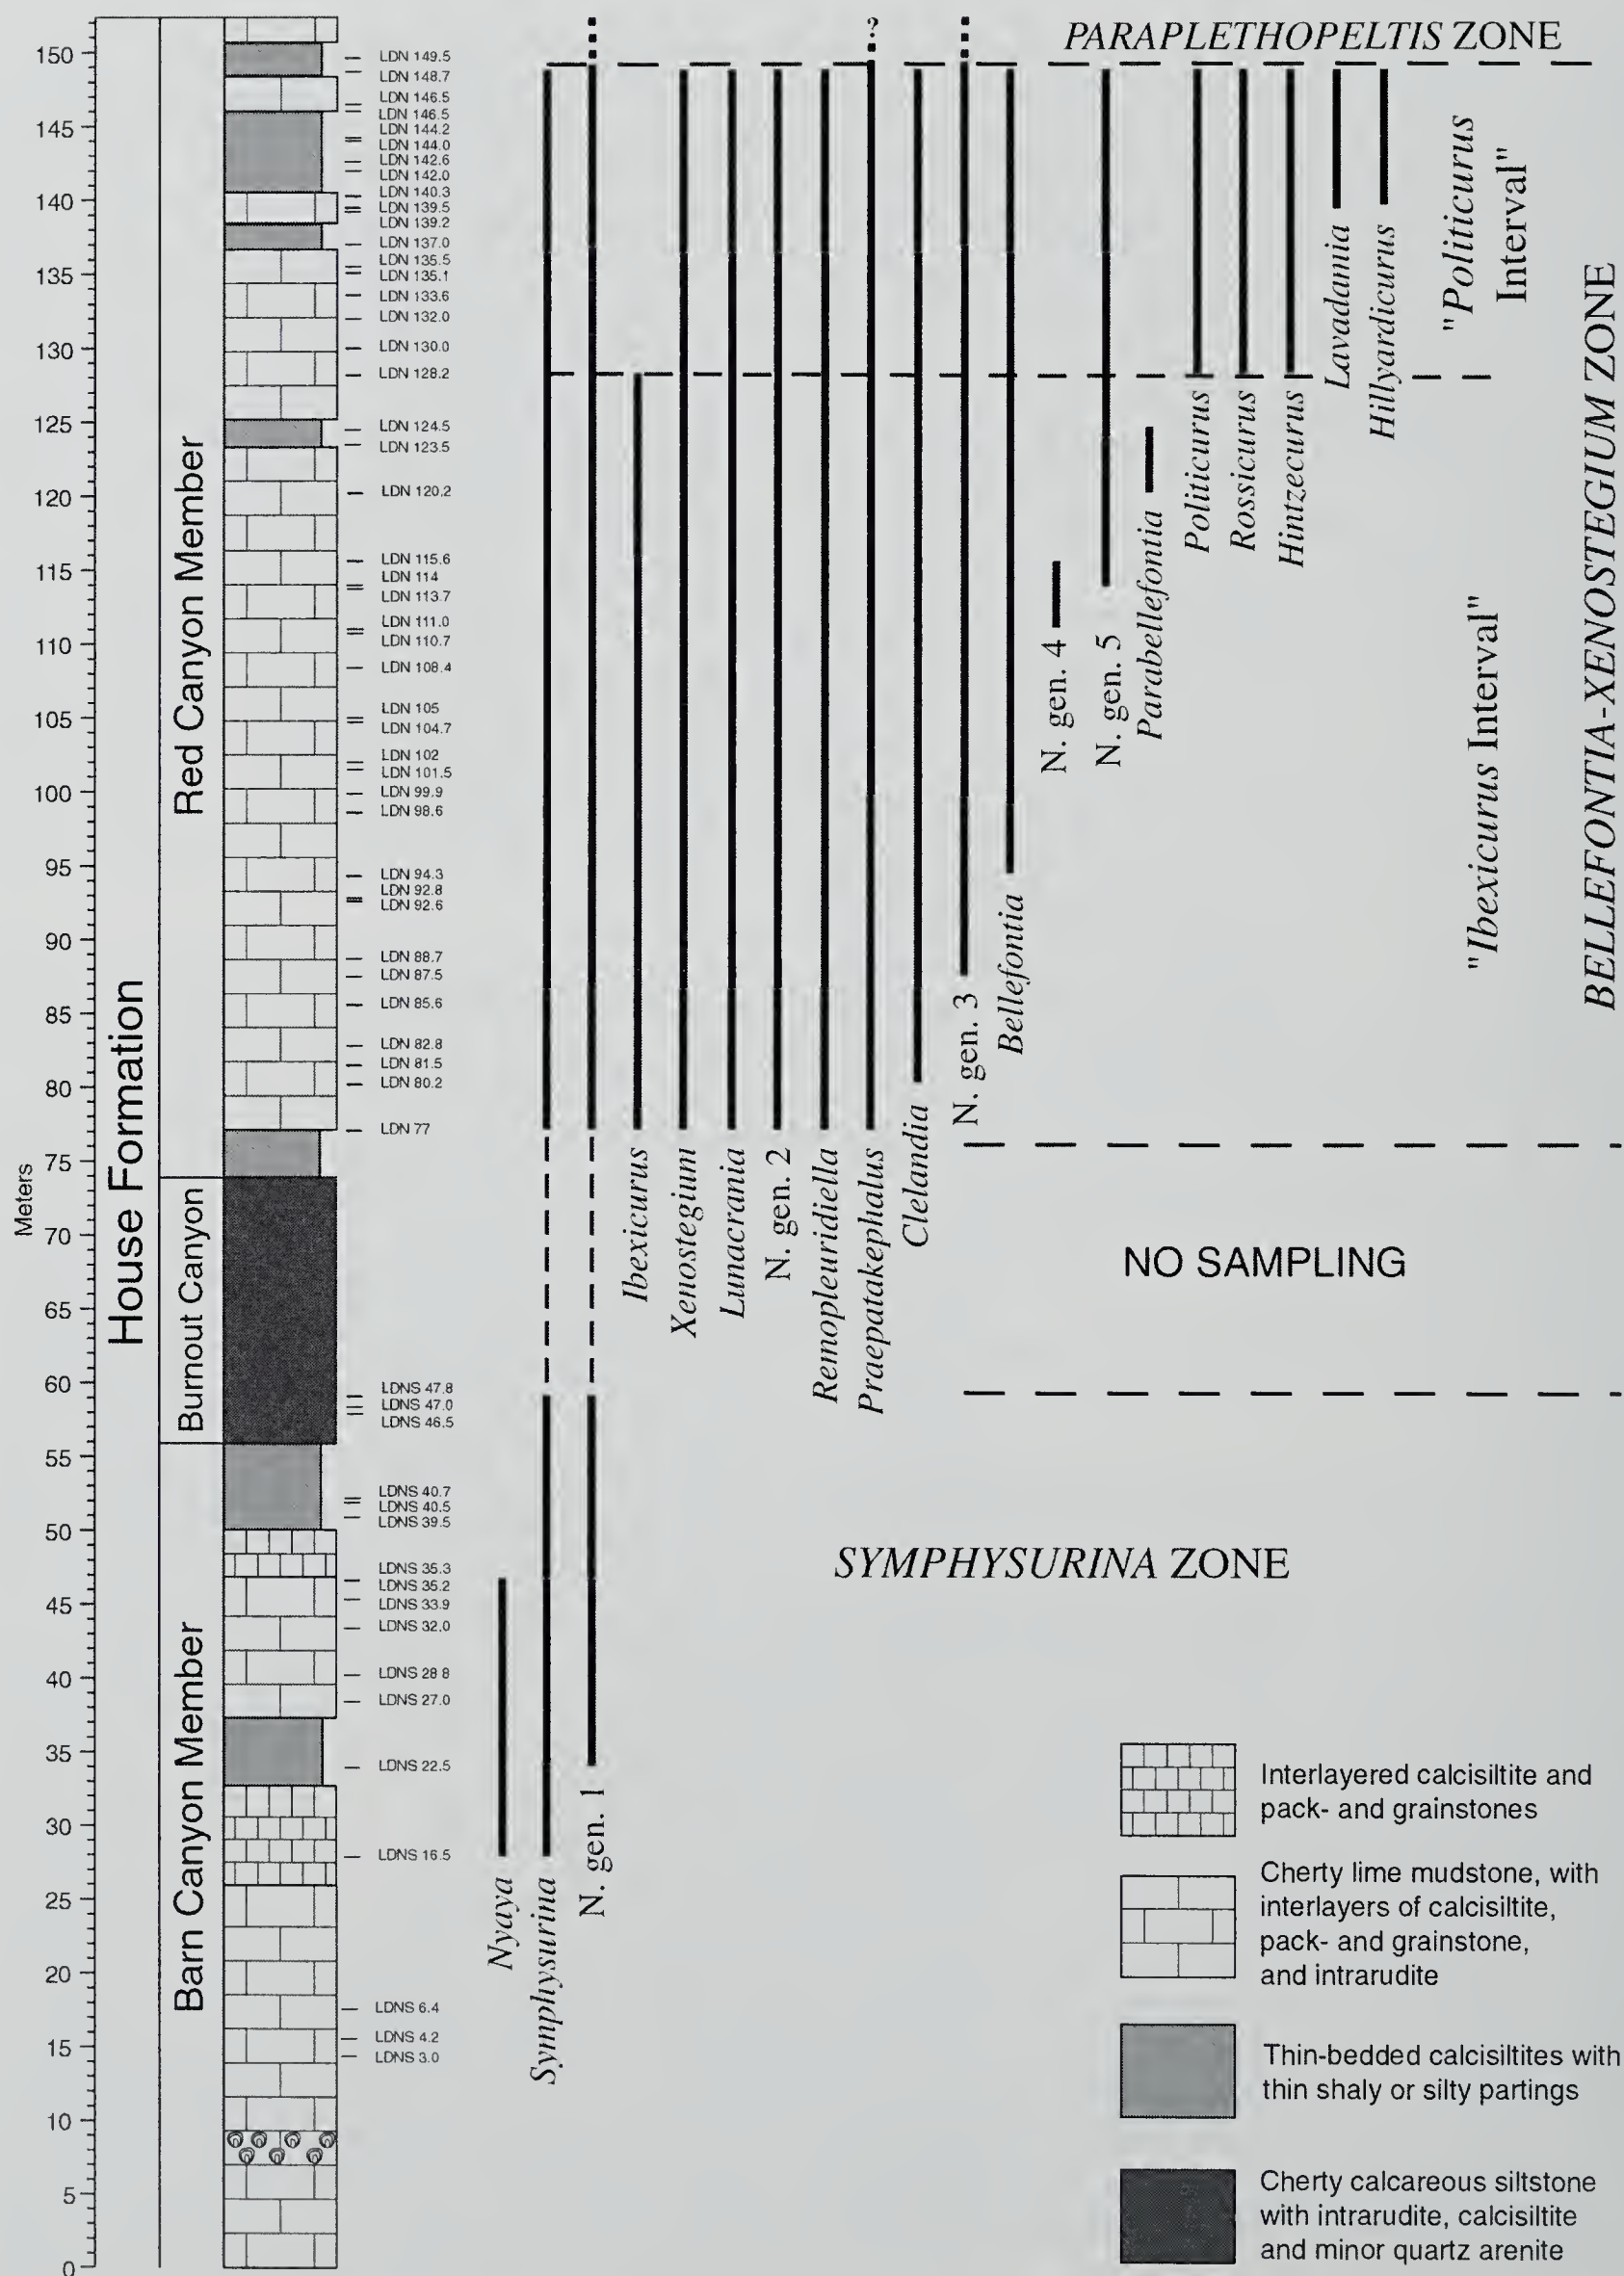 PARAPLETHOPELTIS ZONE
?
150
145
140
135
130
125
120
115
110
105
100
95
90
85
80
75
70
65
60
55
50
45
40
35
30
25
20
15
10
5
0
Meters
House Formation
Red Canyon Member
Burnout Canyon
Barn Canyon Member
LDN 149.5
LDN 148.7
LDN 146.5
LDN 146.5
LDN 144.2
LDN 144.0
LDN 142.6
LDN 142.0
LDN 140.3
LDN 139.5
LDN 139.2
LDN 137.0
LDN 135.5
LDN 135.1
LDN 133.6
LDN 132.0
LDN 130.0
LDN 128.2
LDN 124.5
LDN 123.5
LDN 120.2
LDN 115.6
LDN 114
LDN 113.7
LDN 111.0
LDN 110.7
LDN 108.4
LDN 105
LDN 104.7
LDN 102
LDN 101.5
LDN 99.9
LDN 98.6
LDN 94.3
LDN 92.8
LDN 92.6
LDN 88.7
LDN 87.5
LDN 85.6
LDN 82.8
LDN 81.5
LDN 80.2
LDN 77
LDNS 47.8
LDNS 47.0
LDNS 46.5
LDNS 40.7
LDNS 40.5
LDNS 39.5
LDNS 35.3
LDNS 35.2
LDNS 33.9
LDNS 32.0
LDNS 28 8
LDNS 27.0
LDNS 22.5
LDNS 16.5
LDNS 6.4
LDNS 4.2
LDNS 3.0
Nyaya
Symphysurina
N. gen. 1
Ibexicurus
Xenostegium
Lunacrania
N. gen. 2
Remopleuridiella
Praepatakephalus
Clelandia
N. gen. 3
Bellefontia
N. gen. 4
N. gen. 5
Parabellefontia
Politicurus
Rossicurus
Hintzecurus
Lavadania
Hillyardicurus
"Politicurus
Interval"
"Ibexicurus Interval"
BELLEFONTIA-XENOSTEGIUM ZONE
NO SAMPLING
SYMPHYSURINA ZONE
Interlayered calcisiltite and
pack- and grainstones
Cherty lime mudstone, with
interlayers of calcisiltite,
pack- and grainstone,
and intrarudite
Thin-bedded calcisiltites with
thin shaly or silty partings
Cherty calcareous siltstone
with intrarudite, calcisiltite
and minor quartz arenite